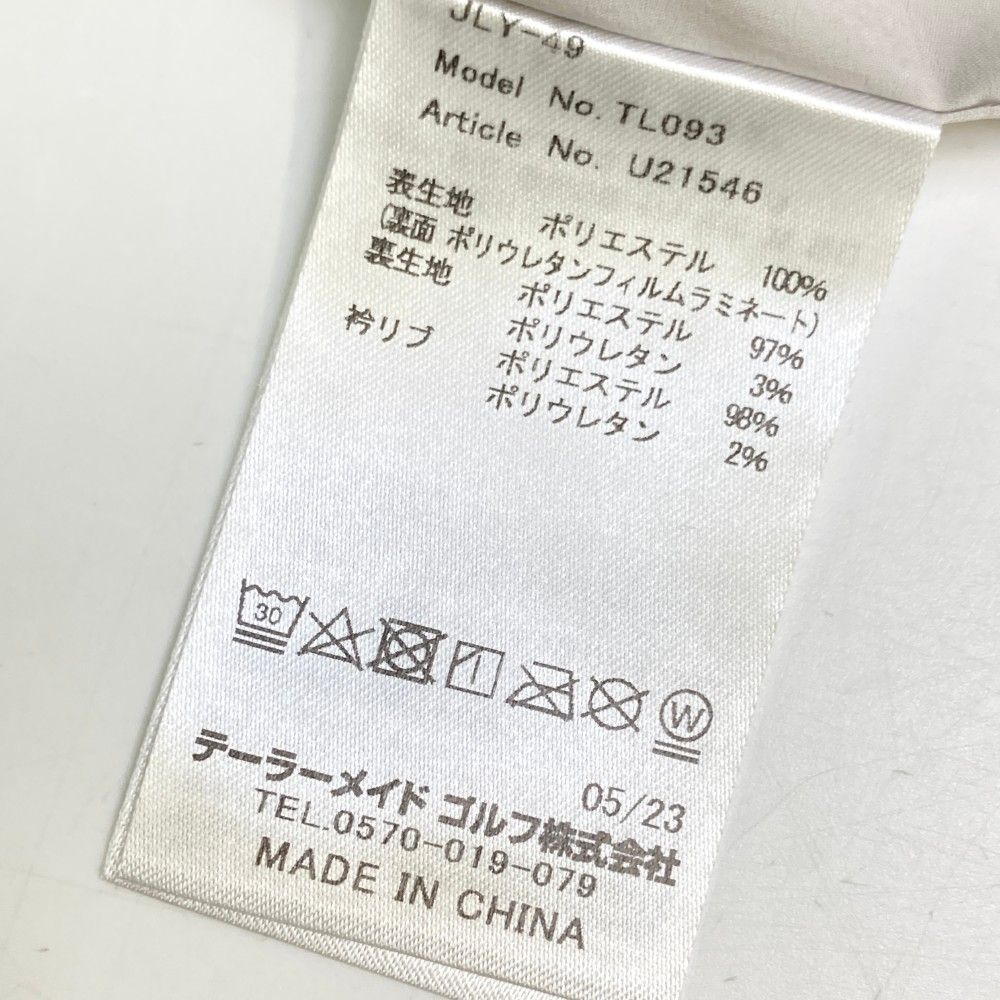 JLY-49
Model No. TL093
Article No. U21546
表生地 ポリエステル 100%
(裏面 ポリウレタンフィルムラミネート)
裏生地 ポリエステル 97%
ポリウレタン 3%
衿リブ ポリエステル 98%
ポリウレタン 2%
30
W
05/23
テーラーメイド ゴルフ株式会社
TEL.0570-019-079
MADE IN CHINA